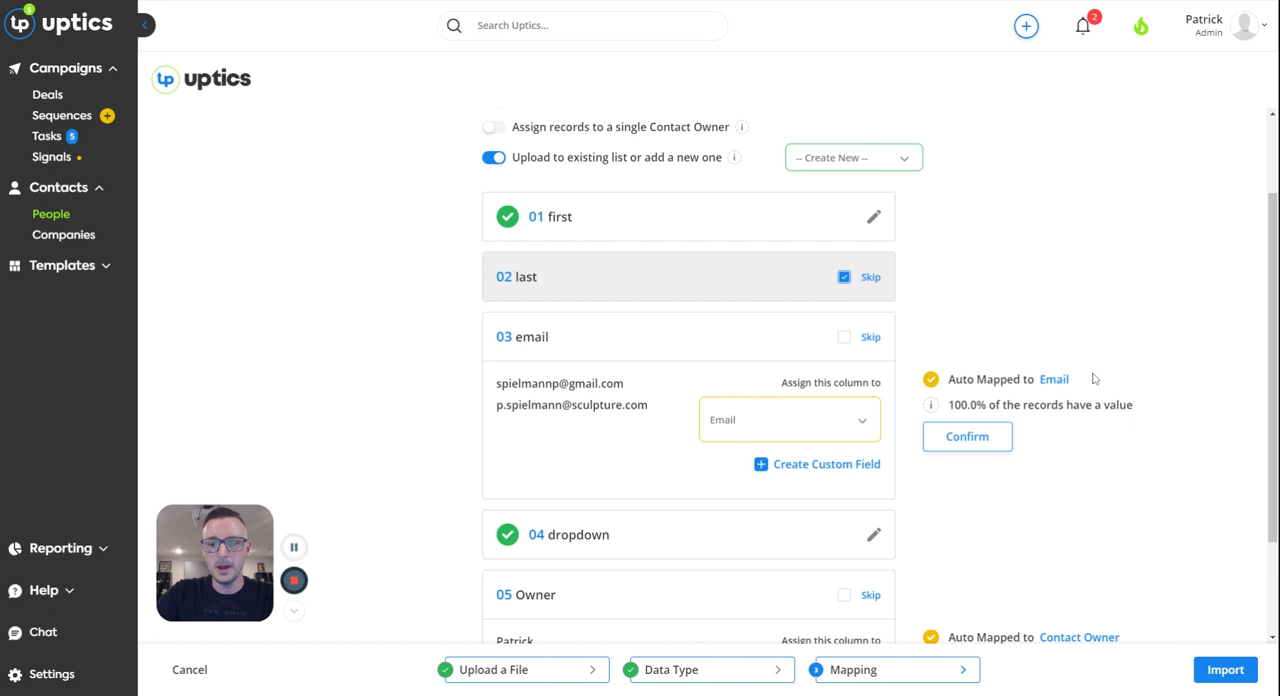 uptics
Campaigns
Deals
Sequences
Tasks 5
Signals
Contacts
People
Companies
Templates
Reporting
Help
Chat
Settings
Search Uptics...
2
Patrick
Admin
up uptics
Assign records to a single Contact Owner
Upload to existing list or add a new one
-- Create New --
01 first
02 last
Skip
03 email
Skip
spielmannp@gmail.com
p.spielmann@sculpture.com
Assign this column to
Email
Create Custom Field
Auto Mapped to Email
100.0% of the records have a value
Confirm
04 dropdown
05 Owner
Skip
Patrick
Assign this column to
Auto Mapped to Contact Owner
Cancel
Upload a File
Data Type
3 Mapping
Import